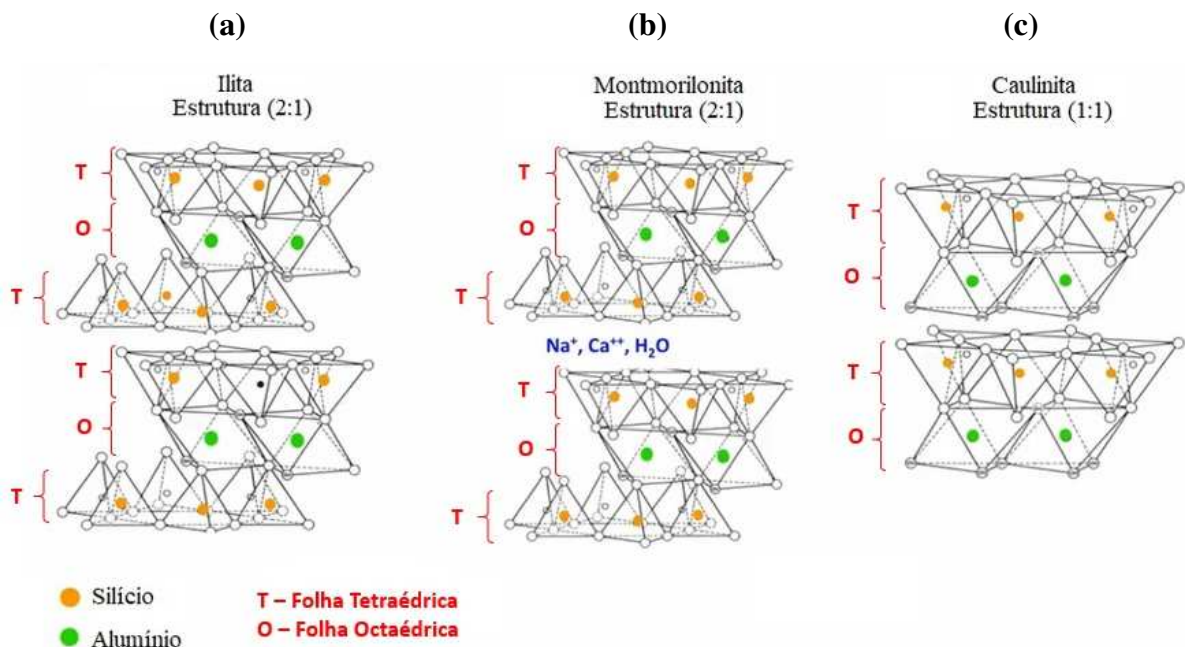 (a)
(b)
(c)
Ilita
Estrutura (2:1)
Montmorilonita
Estrutura (2:1)
Caulinita
Estrutura (1:1)
T
O
T
T
O
T
T
O
T
Na⁺, Ca⁺⁺, H₂O
T
O
T
T
O
T
O
Silício
Alumínio
T – Folha Tetraédrica
O – Folha Octaédrica